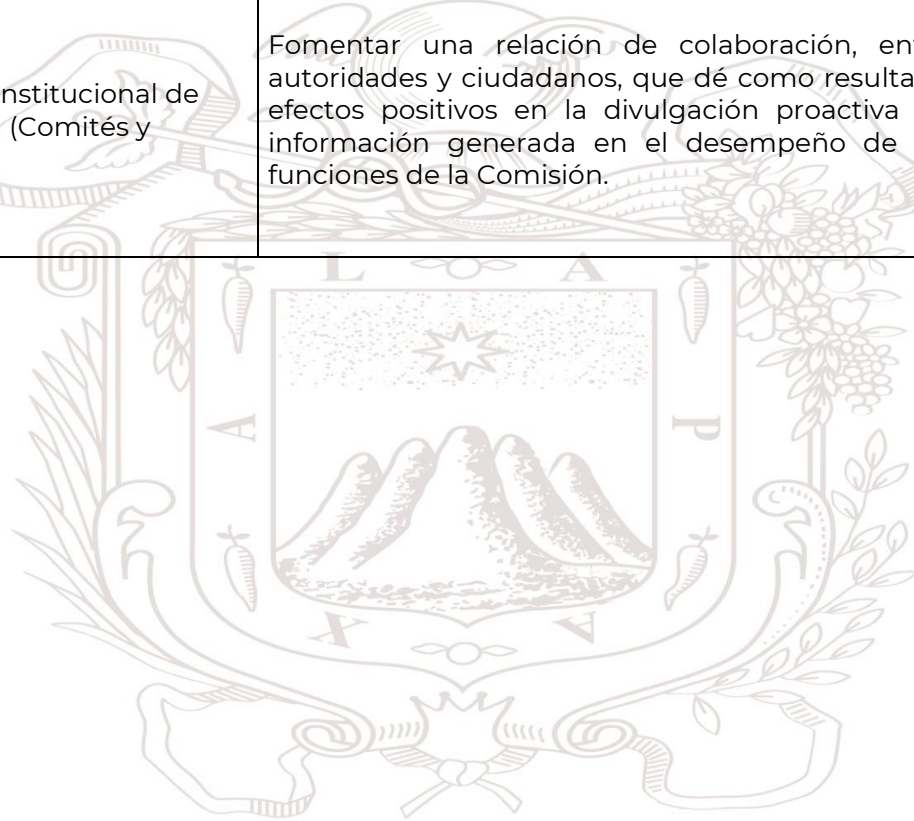 nstitucional de
(Comités y
Fomentar una relación de colaboración, en
autoridades y ciudadanos, que dé como resulta
efectos positivos en la divulgación proactiva
información generada en el desempeño de
funciones de la Comisión.
L A
A P
X A